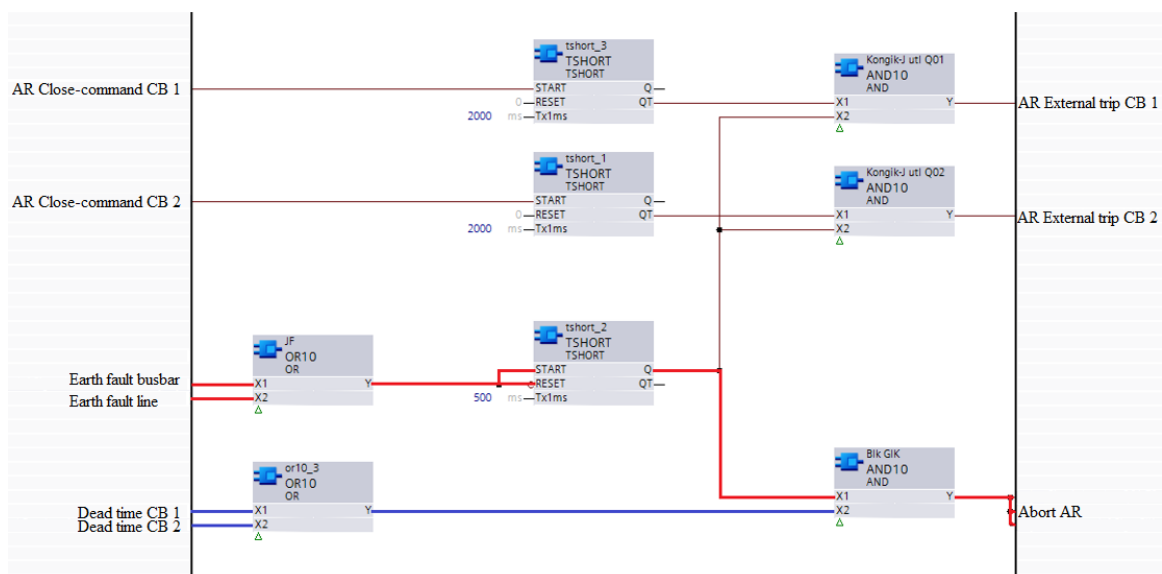 tshort_3
TSHORT
TSHORT
AR Close-command CB 1
START Q
0 RESET QT
2000 ms Tx1ms
Kongik-J utl Q01
AND10
AND
X1 Y
X2
AR External trip CB 1
tshort_1
TSHORT
TSHORT
AR Close-command CB 2
START Q
0 RESET QT
2000 ms Tx1ms
Kongik-J utl Q02
AND10
AND
X1 Y
X2
AR External trip CB 2
JF
OR10
OR
Earth fault busbar
Earth fault line
X1 Y
X2
tshort_2
TSHORT
TSHORT
START Q
RESET QT
500 ms Tx1ms
or10_3
OR10
OR
Dead time CB 1
Dead time CB 2
X1 Y
X2
Blk GIK
AND10
AND
X1 Y
X2
Abort AR